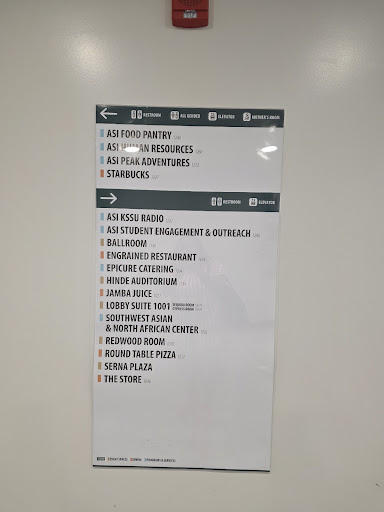 RESTROOM ALL GENDER ELEVATOR MOTHER'S ROOM
ASI FOOD PANTRY
ASI HUMAN RESOURCES
ASI PEAK ADVENTURES
STARBUCKS
RESTROOM ELEVATOR
ASI KSSU RADIO
ASI STUDENT ENGAGEMENT & OUTREACH
BALLROOM
ENGRAINED RESTAURANT
EPICURE CATERING
HINDE AUDITORIUM
JAMBA JUICE
LOBBY SUITE 1001
SOUTHWEST ASIAN
& NORTH AFRICAN CENTER
REDWOOD ROOM
ROUND TABLE PIZZA
SERNA PLAZA
THE STORE